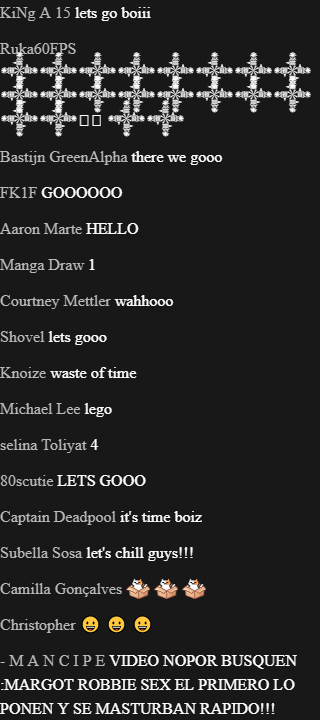 KiNg A 15 lets go boiii
Ruka60FPS
Bastijn GreenAlpha there we gooo
FK1F GOOOOOO
Aaron Marte HELLO
Manga Draw 1
Courtney Mettler wahhooo
Shovel lets gooo
Knoize waste of time
Michael Lee lego
selina Toliyat 4
80scutie LETS GOOO
Captain Deadpool it's time boiz
Subella Sosa let's chill guys!!!
Camilla Gonçalves
Christopher 😀 😀 😀
- M A N C I P E VIDEO NOPOR BUSQUEN
:MARGOT ROBBIE SEX EL PRIMERO LO
PONEN Y SE MASTURBAN RAPIDO!!!